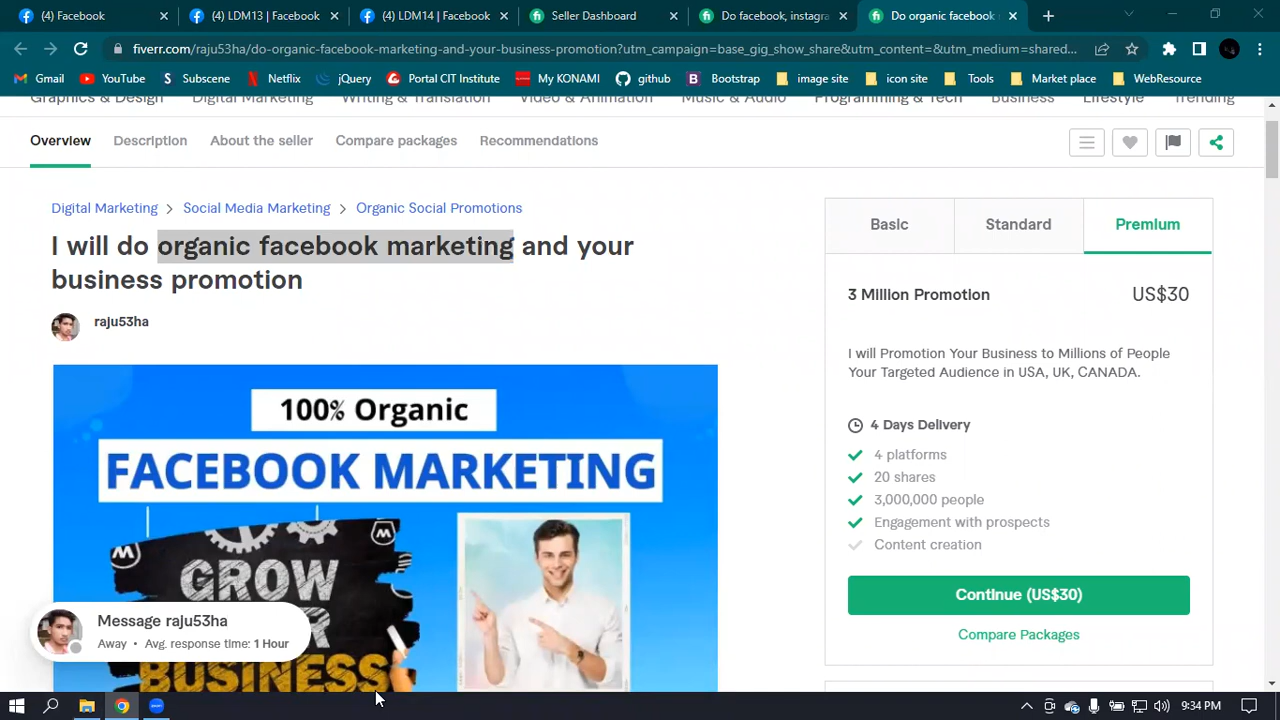 (4) Facebook
(4) LDM13 | Facebook
(4) LDM14 | Facebook
Seller Dashboard
Do facebook, instagra
Do organic facebook
fiverr.com/raju53ha/do-organic-facebook-marketing-and-your-business-promotion?utm_campaign=base_gig_show_share&utm_content=&utm_medium=shared...
Gmail
YouTube
Subscene
Netflix
jQuery
Portal CIT Institute
My KONAMI
github
Bootstrap
image site
icon site
Tools
Market place
WebResource
Graphics & Design
Digital Marketing
Writing & Translation
Video & Animation
Music & Audio
Programming & Tech
Business
Lifestyle
Trending
Overview
Description
About the seller
Compare packages
Recommendations
Digital Marketing > Social Media Marketing > Organic Social Promotions
I will do organic facebook marketing and your
business promotion
raju53ha
100% Organic
FACEBOOK MARKETING
GROW
BUSINESS
Message raju53ha
Away • Avg. response time: 1 Hour
Basic
Standard
Premium
3 Million Promotion
US$30
I will Promotion Your Business to Millions of People
Your Targeted Audience in USA, UK, CANADA.
4 Days Delivery
4 platforms
20 shares
3,000,000 people
Engagement with prospects
Content creation
Continue (US$30)
Compare Packages
9:34 PM